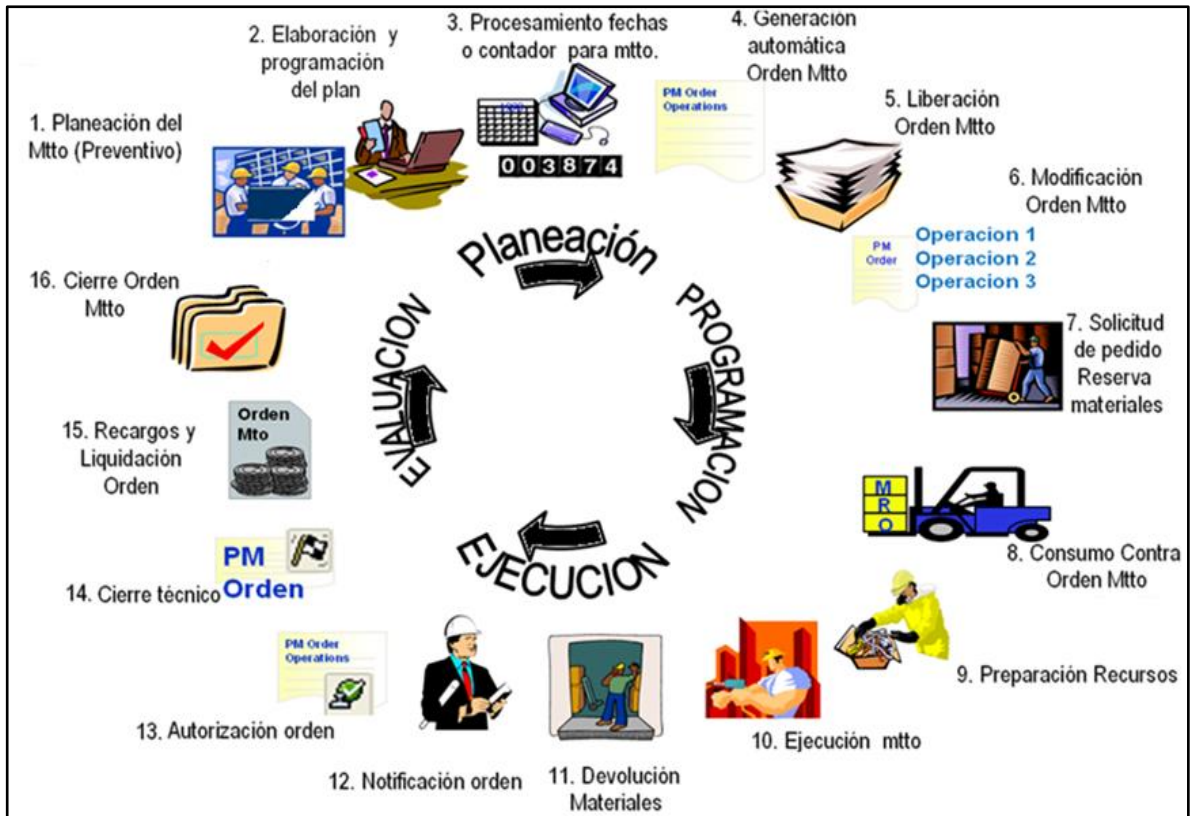 1. Planeación del
Mtto (Preventivo)
2. Elaboración y
programación
del plan
3. Procesamiento fechas
o contador para mtto.
003874
4. Generación
automática
Orden Mtto
PM Order
Operations
5. Liberación
Orden Mtto
6. Modificación
Orden Mtto
PM
Order
Operacion 1
Operacion 2
Operacion 3
7. Solicitud
de pedido
Reserva
materiales
M
R
O
8. Consumo Contra
Orden Mtto
9. Preparación Recursos
10. Ejecución mtto
11. Devolución
Materiales
12. Notificación orden
PM Order
Operations
13. Autorización orden
PM
Orden
14. Cierre técnico
Orden
Mto
15. Recargos y
Liquidación
Orden
16. Cierre Orden
Mtto
Planeación
PROGRAMACION
EJECUCION
EVALUACION